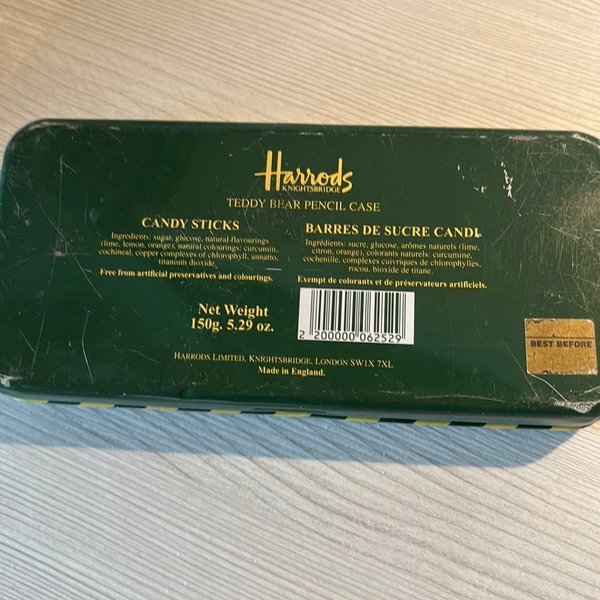 Harrods
KNIGHTSBRIDGE
TEDDY BEAR PENCIL CASE
CANDY STICKS
Ingredients: sugar, glucose, natural flavourings
(lime, lemon, orange), natural colourings: curcumin,
cochineal, copper complexes of chlorophyll, annatto,
titanium dioxide.
Free from artificial preservatives and colourings.
BARRES DE SUCRE CANDI.
Ingrédients: sucre, glucose, arômes naturels (lime,
citron, orange), colorants naturels: curcumine,
cochenille, complexes cuivriques de chlorophylles,
rocou, bioxide de titane.
Exempt de colorants et de préservateurs artificiels.
Net Weight
150g. 5.29 oz.
2 200000 062529
BEST BEFORE
HARRODS LIMITED, KNIGHTSBRIDGE, LONDON SW1X 7XL
Made in England.